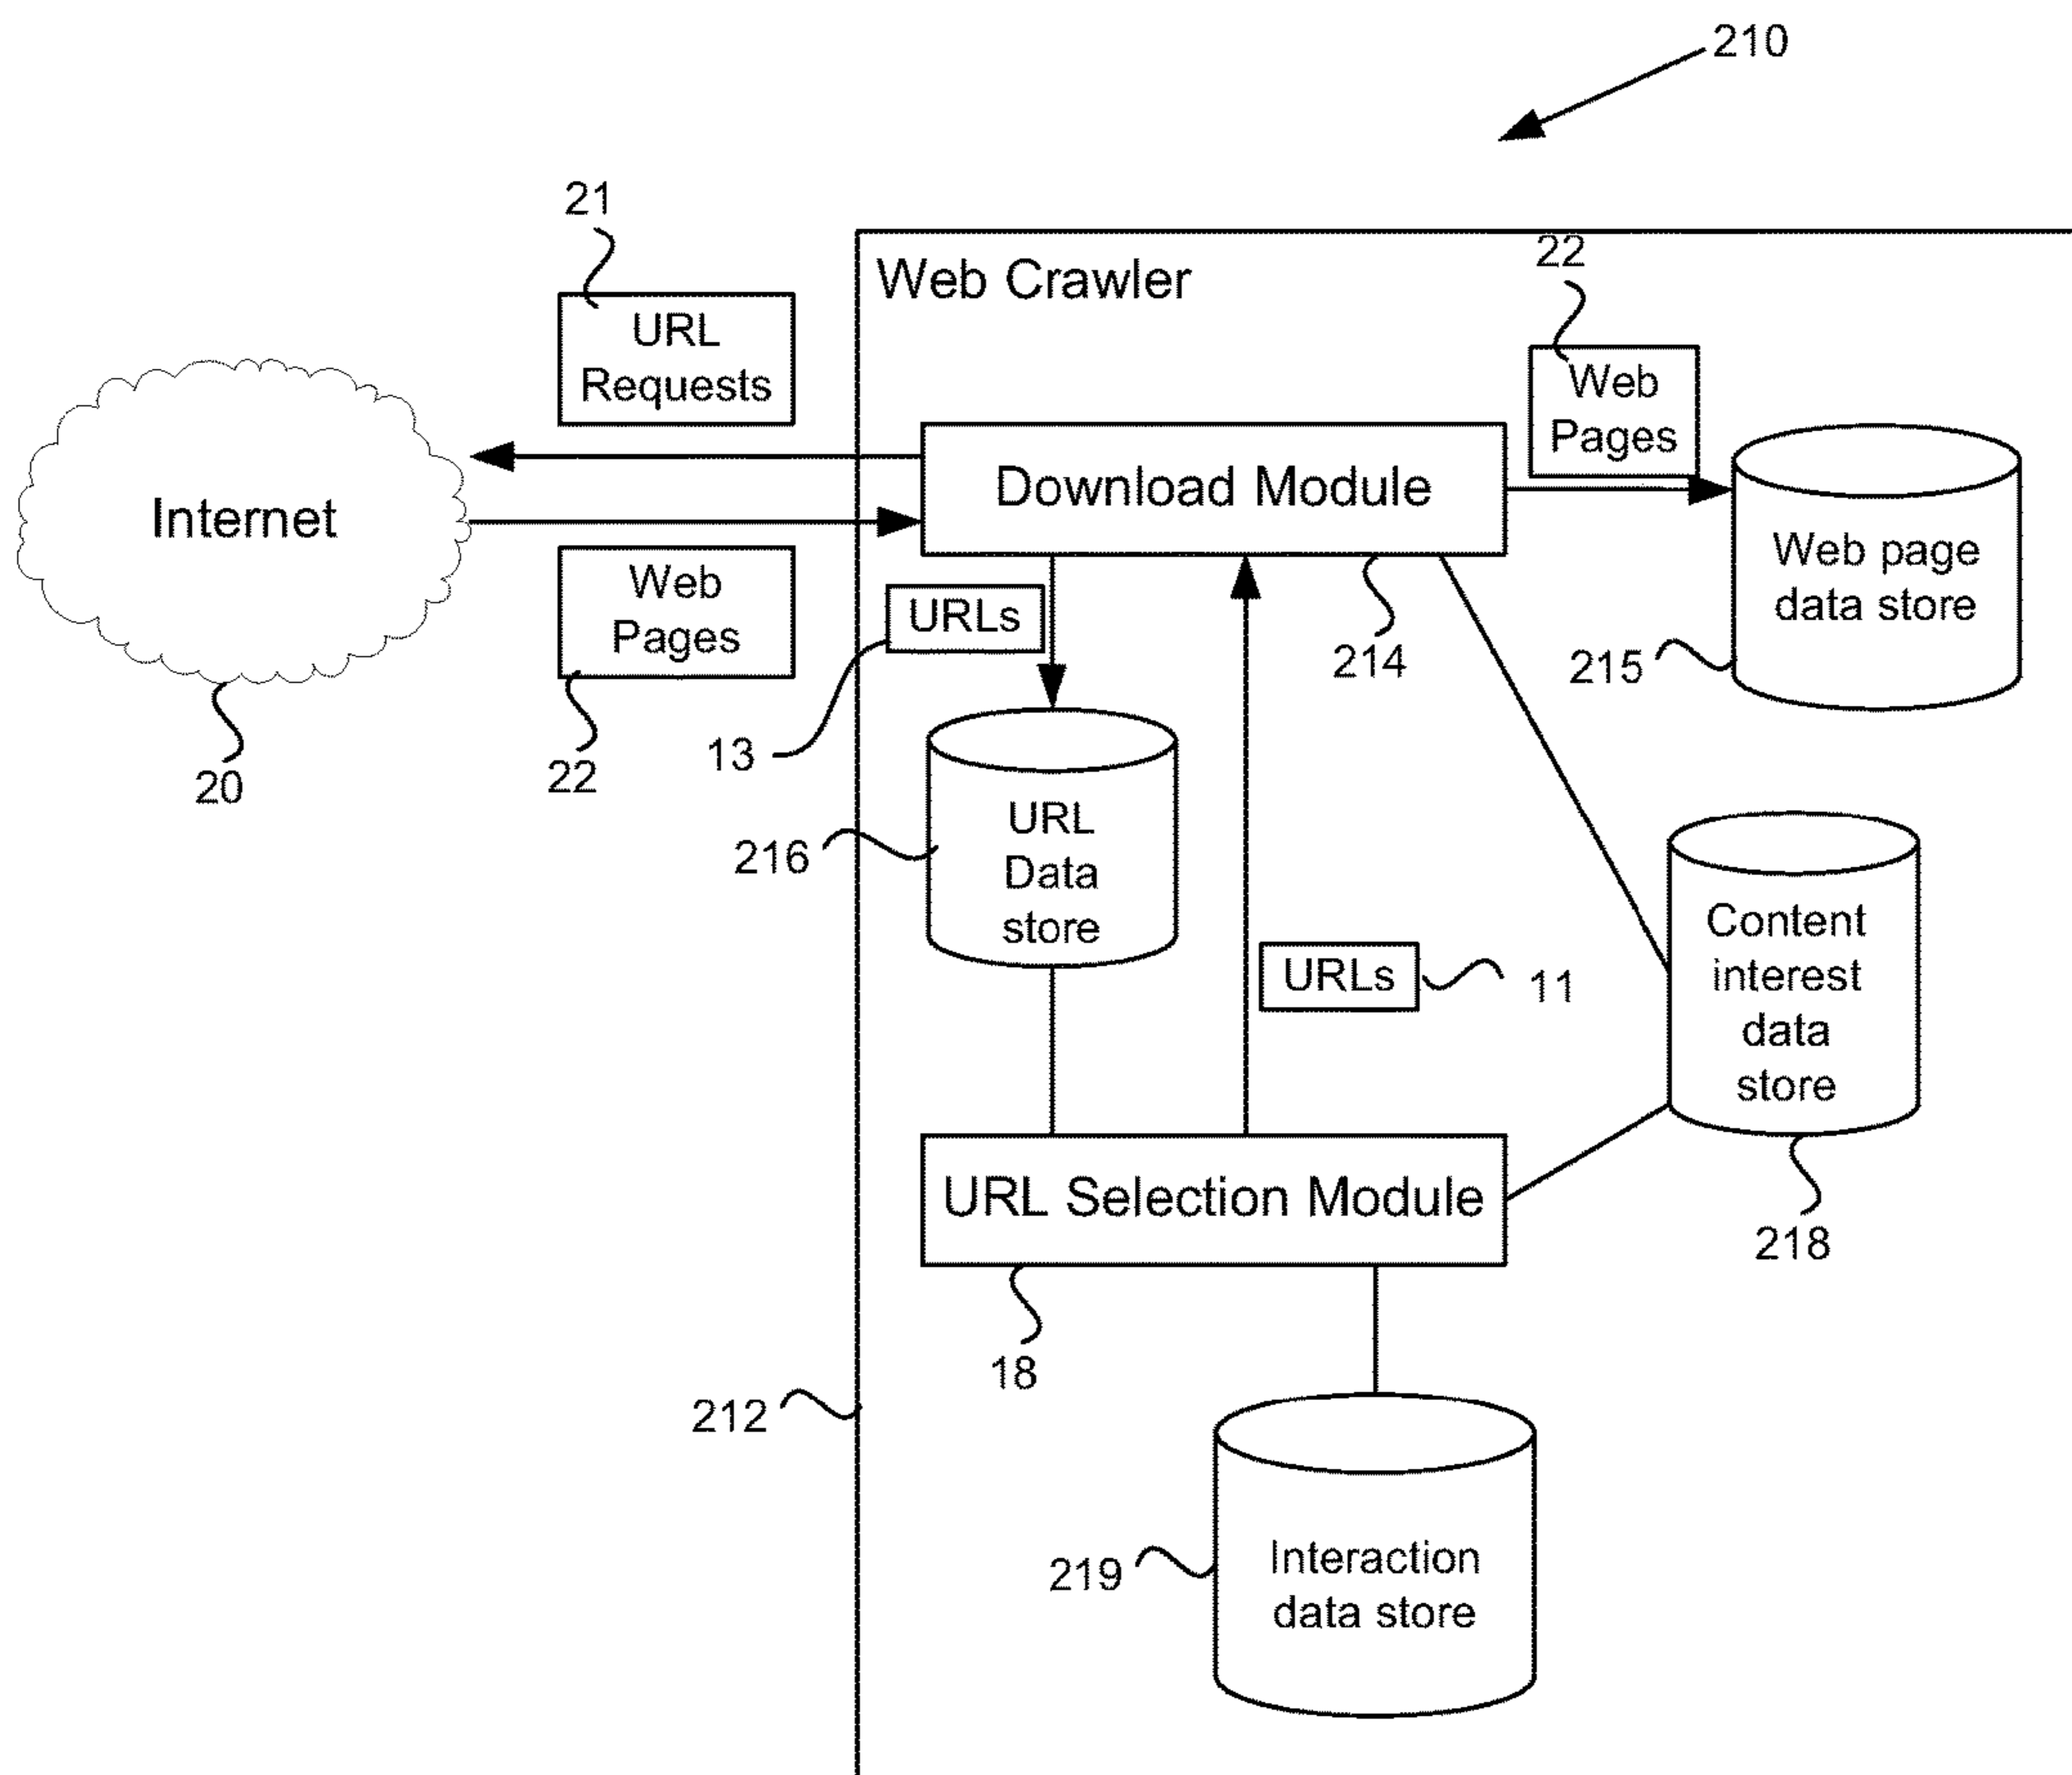 210
21
22
Web Crawler
URL
Requests
Web
Pages
Internet
Download Module
Web page
data store
Web
Pages
URLs
214
215
13
22
20
URL
Data
store
216
Content
interest
data
store
URLs
11
URL Selection Module
218
18
212
Interaction
data store
219